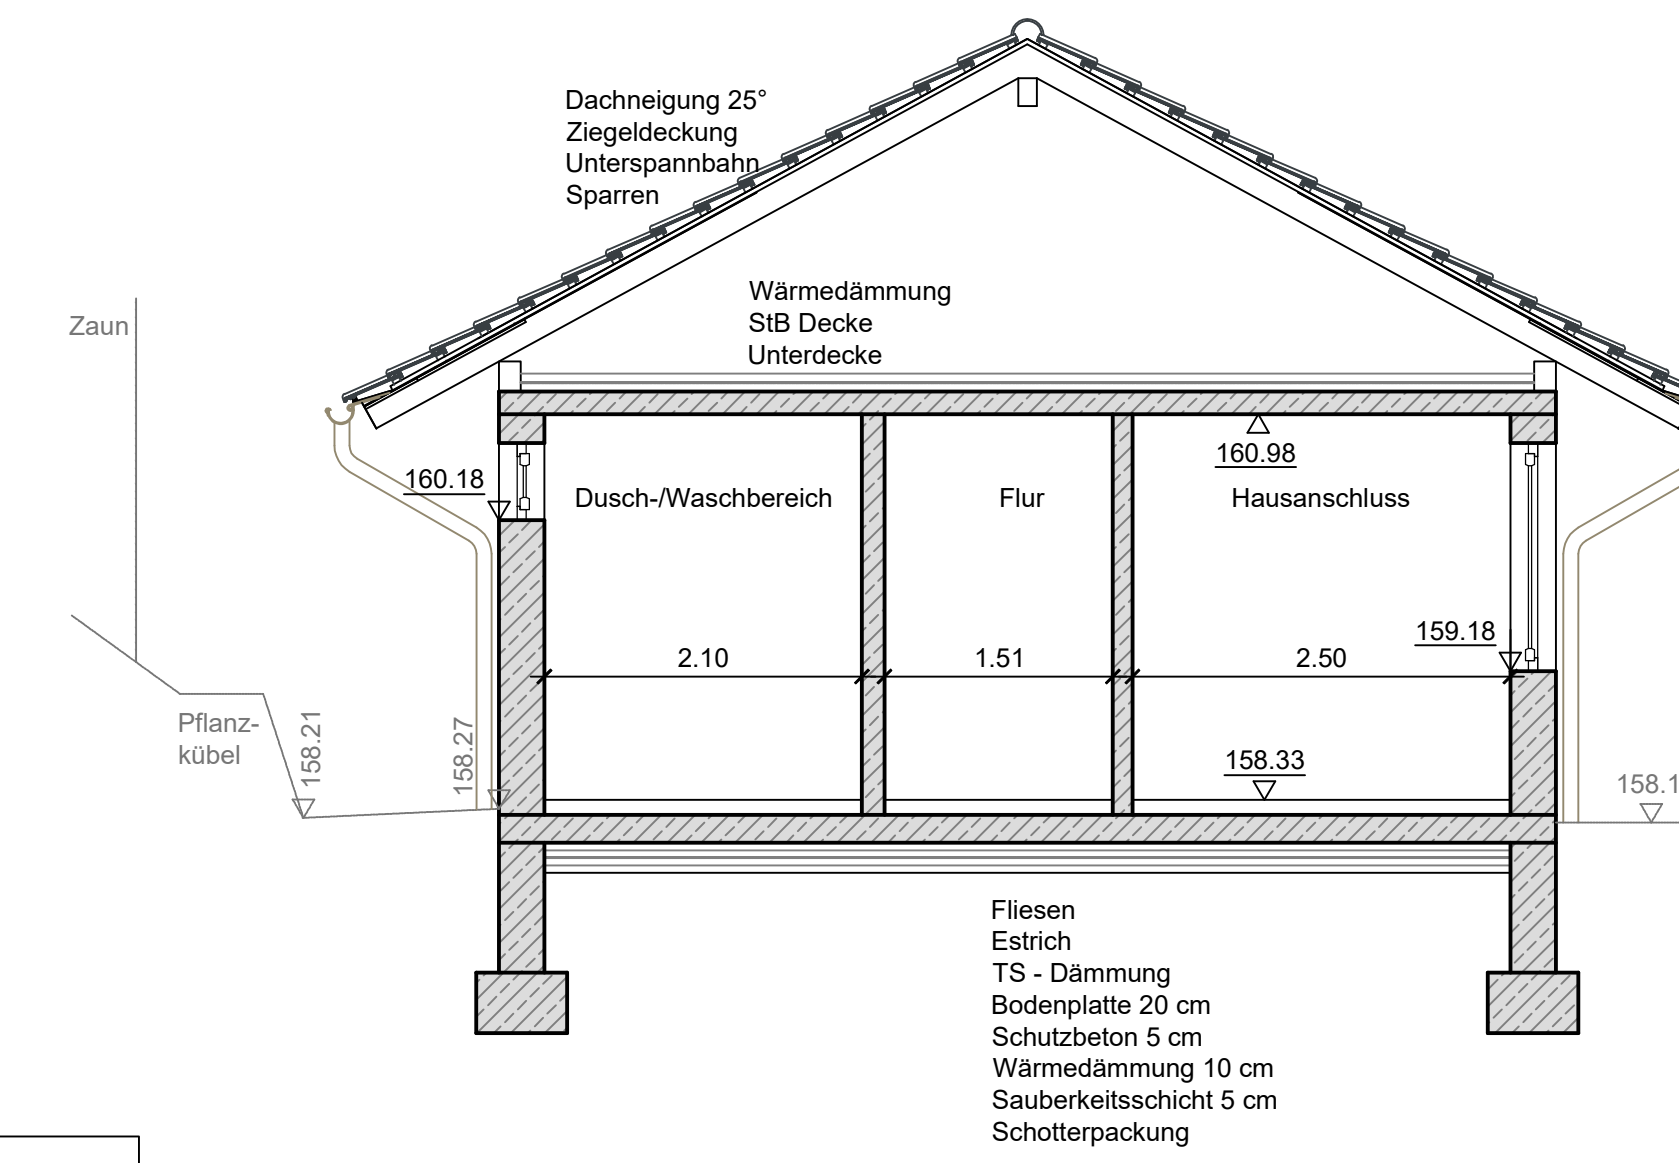 Dachneigung 25°
Ziegeldeckung
Unterspannbahn
Sparren
Wärmedämmung
StB Decke
Unterdecke
Zaun
160.98
160.18
Dusch-/Waschbereich
Flur
Hausanschluss
159.18
2.10
1.51
2.50
Pflanz-
kübel
158.21
158.27
158.33
158.1
Fliesen
Estrich
TS - Dämmung
Bodenplatte 20 cm
Schutzbeton 5 cm
Wärmedämmung 10 cm
Sauberkeitsschicht 5 cm
Schotterpackung